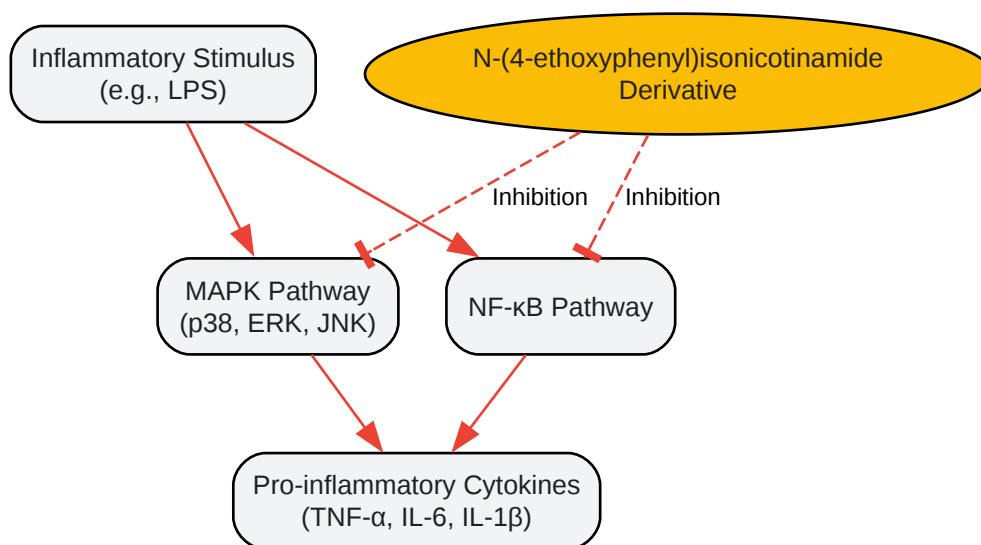 Inflammatory Stimulus
(e.g., LPS)
N-(4-ethoxyphenyl)isonicotinamide
Derivative
Inhibition
Inhibition
MAPK Pathway
(p38, ERK, JNK)
NF-κB Pathway
Pro-inflammatory Cytokines
(TNF-α, IL-6, IL-1β)